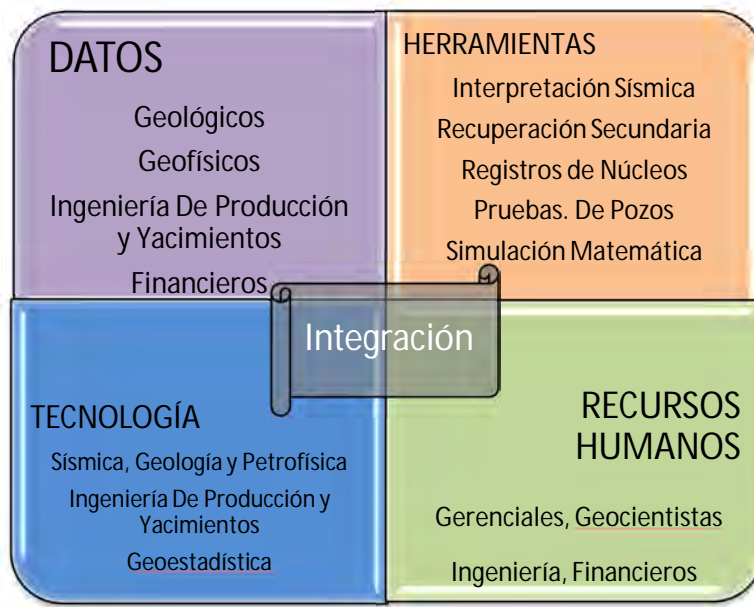 DATOS
Geológicos
Geofísicos
Ingeniería De Producción
y Yacimientos
Financieros
HERRAMIENTAS
Interpretación Sísmica
Recuperación Secundaria
Registros de Núcleos
Pruebas. De Pozos
Simulación Matemática
Integración
TECNOLOGÍA
Sísmica, Geología y Petrofísica
Ingeniería De Producción y
Yacimientos
Geoestadística
RECURSOS
HUMANOS
Gerenciales, Geocientistas
Ingeniería, Financieros